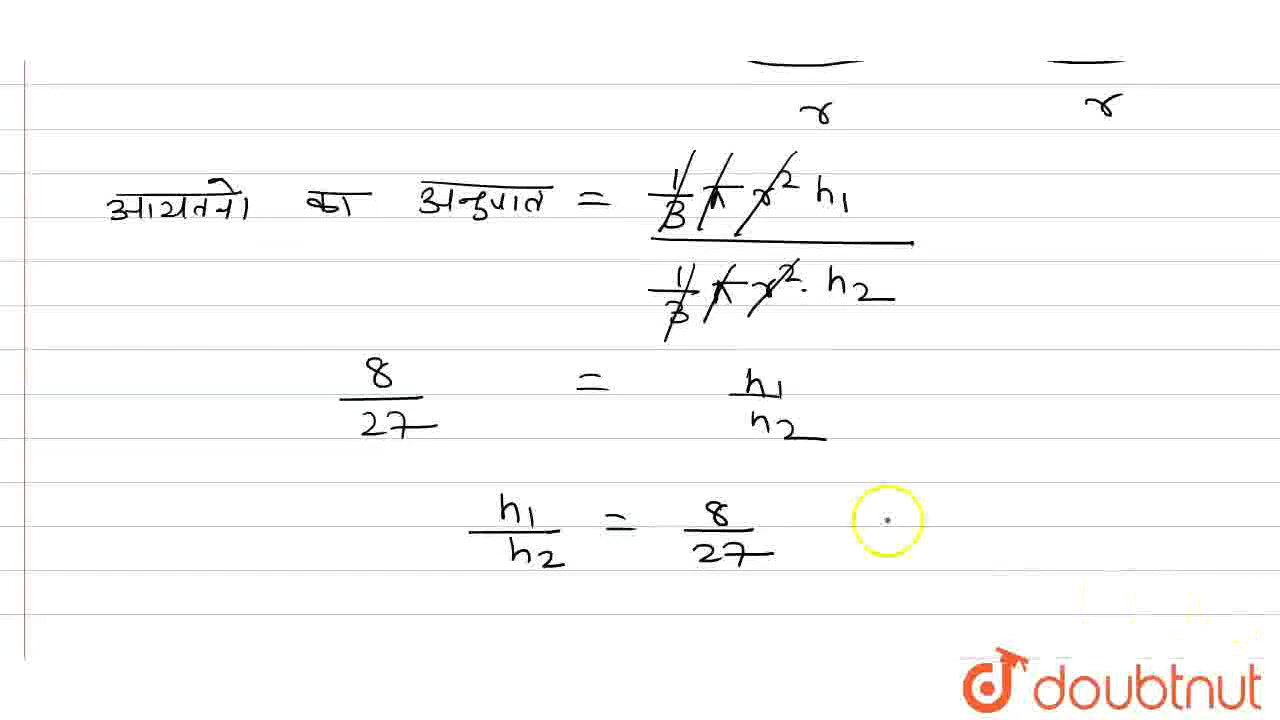 r r
आयतनो का अनुपात = 1/3 π r² h₁
1/3 π r² . h₂
8/27 = h₁/h₂
h₁/h₂ = 8/27
doubtnut